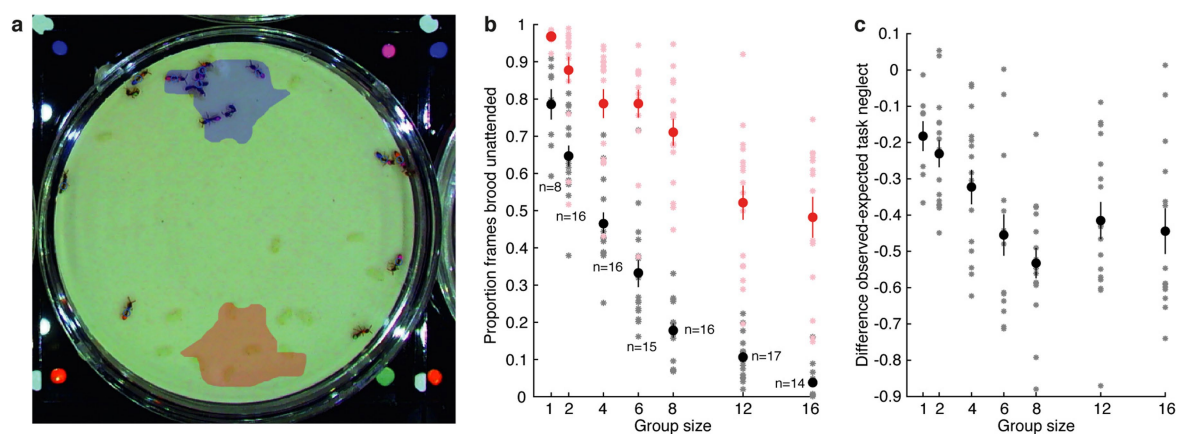 a
b
c
Proportion frames brood unattended
1
0.9
0.8
0.7
0.6
0.5
0.4
0.3
0.2
0.1
0
n=8
n=16
n=16
n=15
n=16
n=17
n=14
1 2 4 6 8 12 16
Group size
Difference observed-expected task neglect
0.1
0
-0.1
-0.2
-0.3
-0.4
-0.5
-0.6
-0.7
-0.8
-0.9
1 2 4 6 8 12 16
Group size